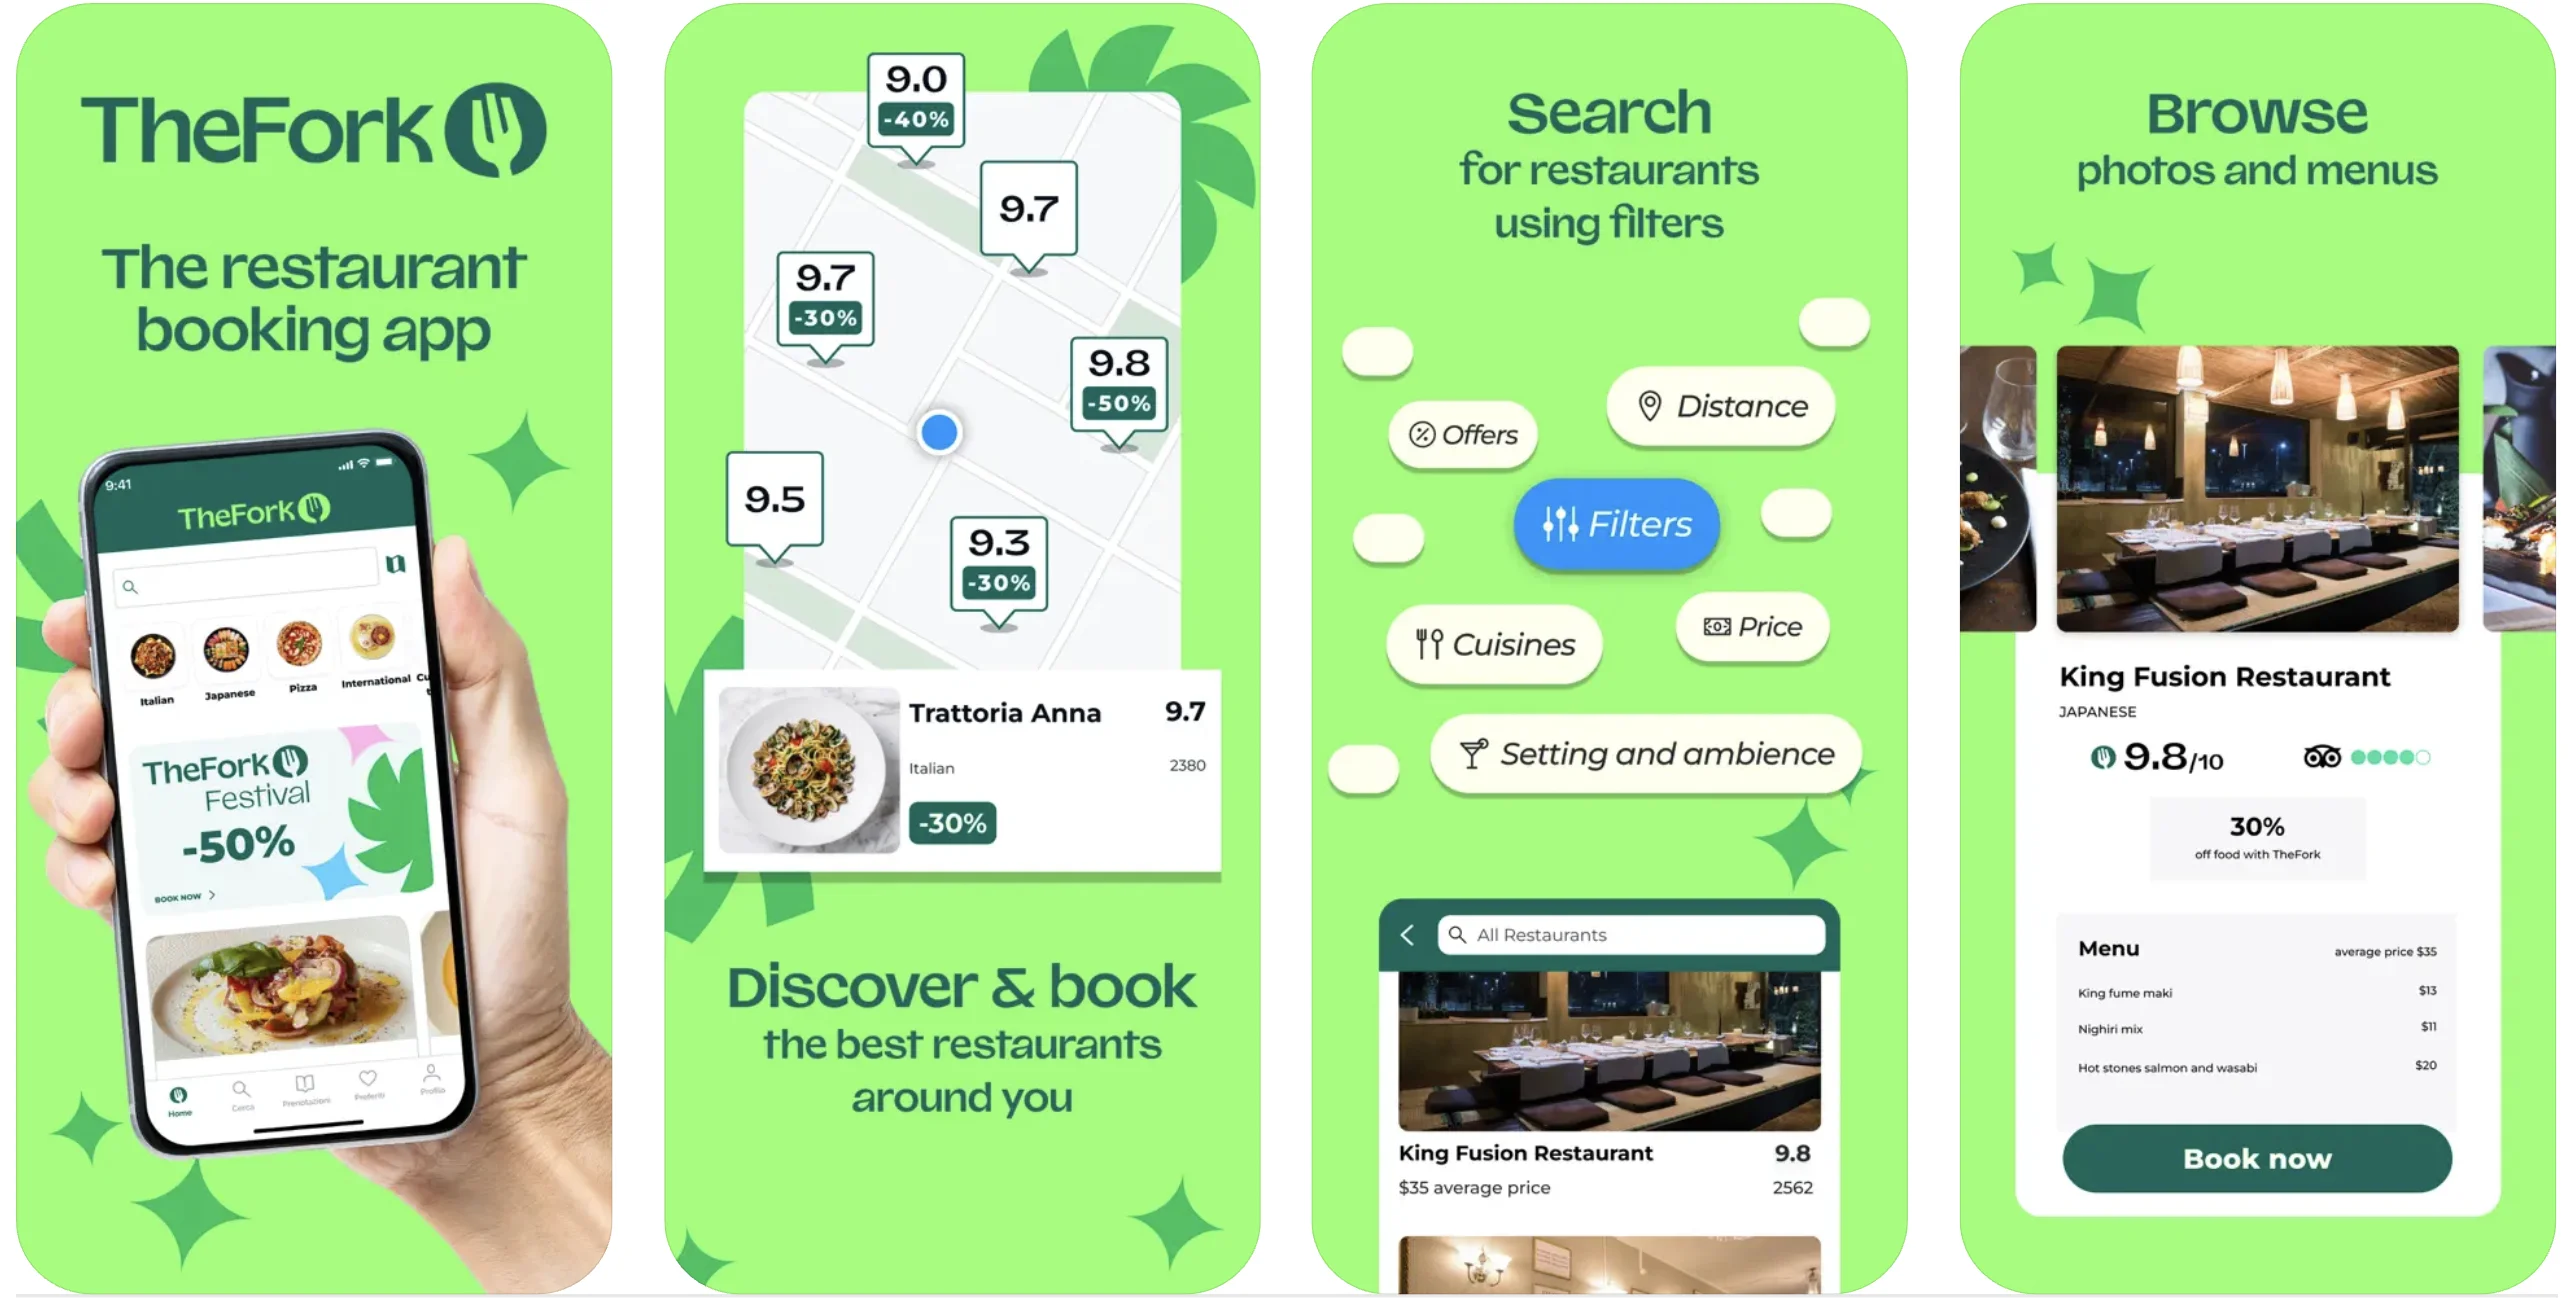 TheFork
The restaurant
booking app
9:41
TheFork
Italian
Japanese
Pizza
International
Cu
t
TheFork
Festival
-50%
BOOK NOW
Home
Cerca
Prenotazioni
Preferiti
Profilo
9.0
-40%
9.7
9.7
-30%
9.8
-50%
9.5
9.3
-30%
Trattoria Anna 9.7
Italian 2380
-30%
Discover & book
the best restaurants
around you
Search
for restaurants
using filters
Distance
Offers
Filters
Price
Cuisines
Setting and ambience
All Restaurants
King Fusion Restaurant 9.8
$35 average price 2562
Browse
photos and menus
King Fusion Restaurant
JAPANESE
9.8/10
30%
off food with TheFork
Menu average price $35
King fume maki $13
Nighiri mix $11
Hot stones salmon and wasabi $20
Book now